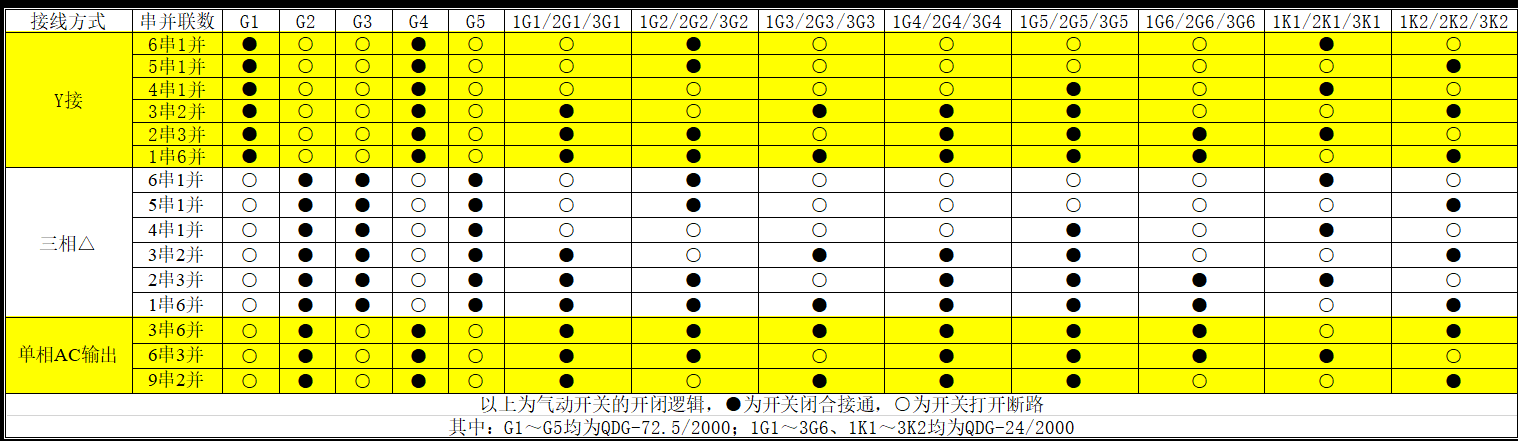 接线方式 串并联数 G1 G2 G3 G4 G5 1G1/2G1/3G1 1G2/2G2/3G2 1G3/2G3/3G3 1G4/2G4/3G4 1G5/2G5/3G5 1G6/2G6/3G6 1K1/2K1/3K1 1K2/2K2/3K2
Y接 6串1并 ● ○ ○ ● ○ ○ ● ○ ○ ○ ○ ● ○
5串1并 ● ○ ○ ● ○ ○ ● ○ ○ ○ ○ ○ ●
4串1并 ● ○ ○ ● ○ ○ ○ ○ ○ ● ○ ● ○
3串2并 ● ○ ○ ● ○ ● ○ ● ● ● ○ ○ ●
2串3并 ● ○ ○ ● ○ ● ● ○ ● ● ● ● ○
1串6并 ● ○ ○ ● ○ ● ● ● ● ● ● ○ ●
三相△ 6串1并 ○ ● ● ○ ● ○ ● ○ ○ ○ ○ ● ○
5串1并 ○ ● ● ○ ● ○ ● ○ ○ ○ ○ ○ ●
4串1并 ○ ● ● ○ ● ○ ○ ○ ○ ● ○ ● ○
3串2并 ○ ● ● ○ ● ● ○ ● ● ● ○ ○ ●
2串3并 ○ ● ● ○ ● ● ● ○ ● ● ● ● ○
1串6并 ○ ● ● ○ ● ● ● ● ● ● ● ○ ●
单相AC输出 3串6并 ○ ● ○ ● ○ ● ● ● ● ● ● ○ ●
6串3并 ○ ● ○ ● ○ ● ● ○ ● ● ● ● ○
9串2并 ○ ● ○ ● ○ ● ○ ● ● ● ○ ○ ●
以上为气动开关的开闭逻辑，●为开关闭合接通，○为开关打开断路
其中：G1～G5均为QDG-72.5/2000；1G1～3G6、1K1～3K2均为QDG-24/2000